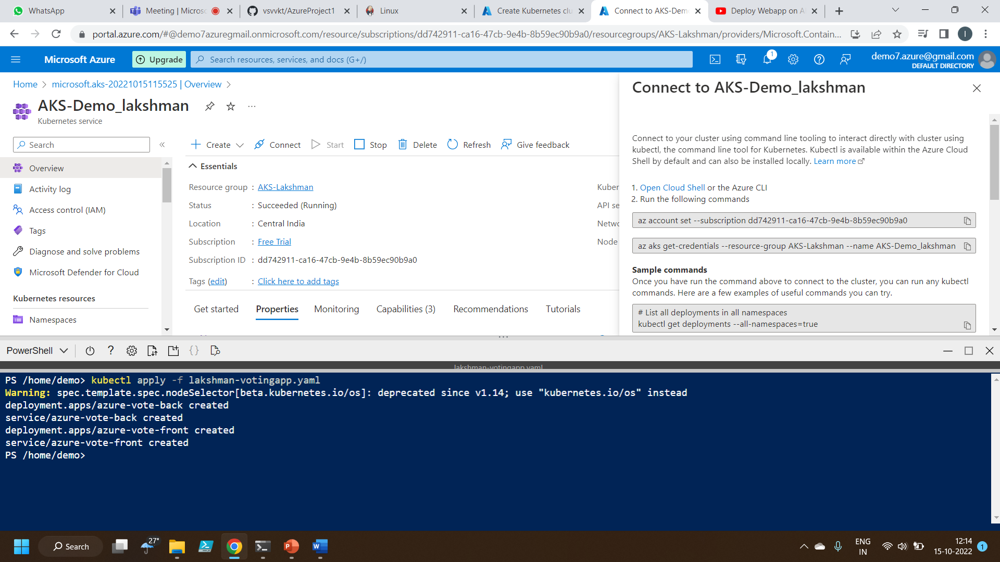 WhatsApp
Meeting | Microso
vsvvkt/AzureProject1
Linux
Create Kubernetes clu
Connect to AKS-Dem
Deploy Webapp on A
portal.azure.com/#@demo7azuregmail.onmicrosoft.com/resource/subscriptions/dd742911-ca16-47cb-9e4b-8b59ec90b9a0/resourcegroups/AKS-Lakshman/providers/Microsoft.Contain...
I
Microsoft Azure
Upgrade
Search resources, services, and docs (G+/)
1
demo7.azure@gmail.com
DEFAULT DIRECTORY
Home > microsoft.aks-20221015115525 | Overview >
AKS-Demo_lakshman
Kubernetes service
Search
«
Overview
Activity log
Access control (IAM)
Tags
Diagnose and solve problems
Microsoft Defender for Cloud
Kubernetes resources
Namespaces
Create
Connect
Start
Stop
Delete
Refresh
Give feedback
Essentials
Resource group : AKS-Lakshman
Status : Succeeded (Running)
Location : Central India
Subscription : Free Trial
Subscription ID : dd742911-ca16-47cb-9e4b-8b59ec90b9a0
Tags (edit) : Click here to add tags
Kuber
API se
Netwo
Node
Get started
Properties
Monitoring
Capabilities (3)
Recommendations
Tutorials
Connect to AKS-Demo_lakshman
Connect to your cluster using command line tooling to interact directly with cluster using
kubectl, the command line tool for Kubernetes. Kubectl is available within the Azure Cloud
Shell by default and can also be installed locally. Learn more
1. Open Cloud Shell or the Azure CLI
2. Run the following commands
az account set --subscription dd742911-ca16-47cb-9e4b-8b59ec90b9a0
az aks get-credentials --resource-group AKS-Lakshman --name AKS-Demo_lakshman
Sample commands
Once you have run the command above to connect to the cluster, you can run any kubectl
commands. Here are a few examples of useful commands you can try.
# List all deployments in all namespaces
kubectl get deployments --all-namespaces=true
PowerShell
?
{}
lakshman-votingapp.yaml
PS /home/demo> kubectl apply -f lakshman-votingapp.yaml
Warning: spec.template.spec.nodeSelector[beta.kubernetes.io/os]: deprecated since v1.14; use "kubernetes.io/os" instead
deployment.apps/azure-vote-back created
service/azure-vote-back created
deployment.apps/azure-vote-front created
service/azure-vote-front created
PS /home/demo>
Search
27°
ENG
IN
12:14
15-10-2022
1